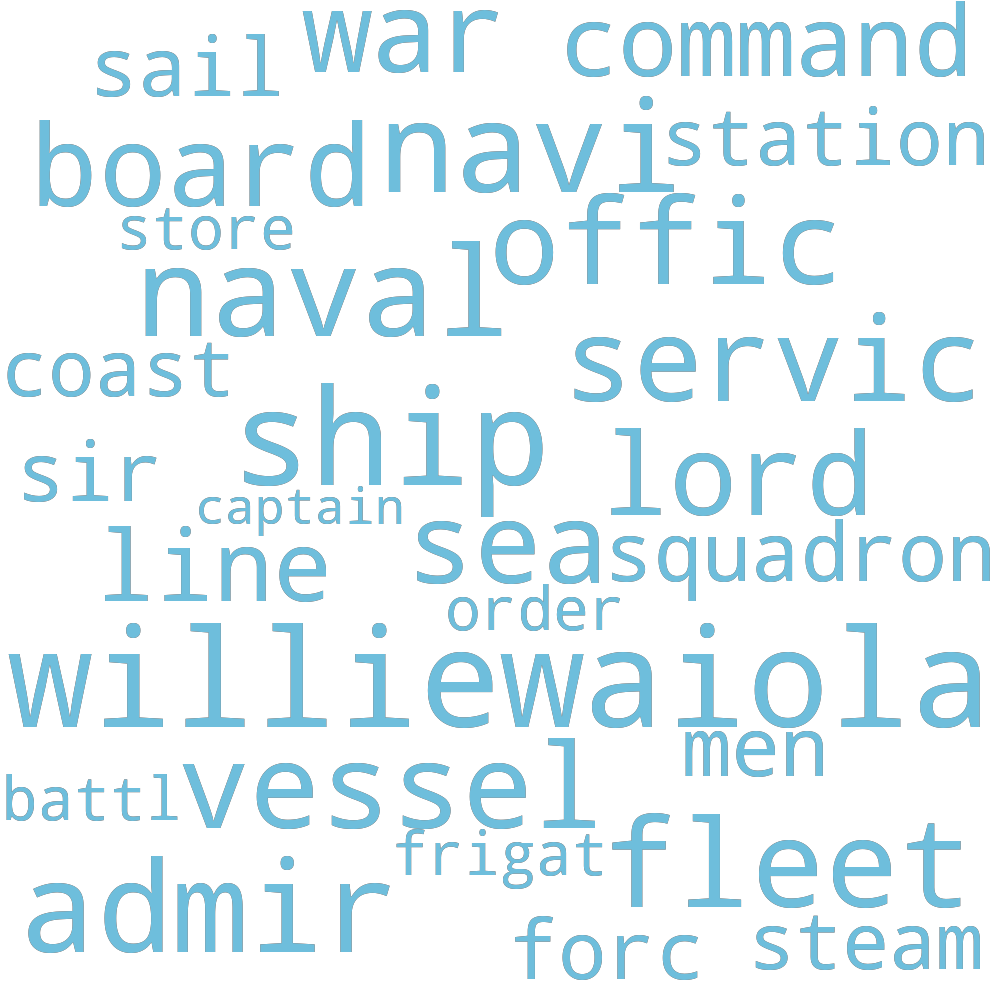 war command
sail
board navi station
store offic
naval
coast servic
ship
sir lord
captain
line sea squadron
order
williewaiola
men
battl vessel
frigat fleet
admir
forc steam